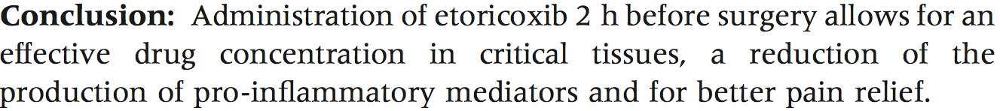 Conclusion: Administration of etoricoxib 2 h before surgery allows for an
effective drug concentration in critical tissues, a reduction of the
production of pro-inflammatory mediators and for better pain relief.